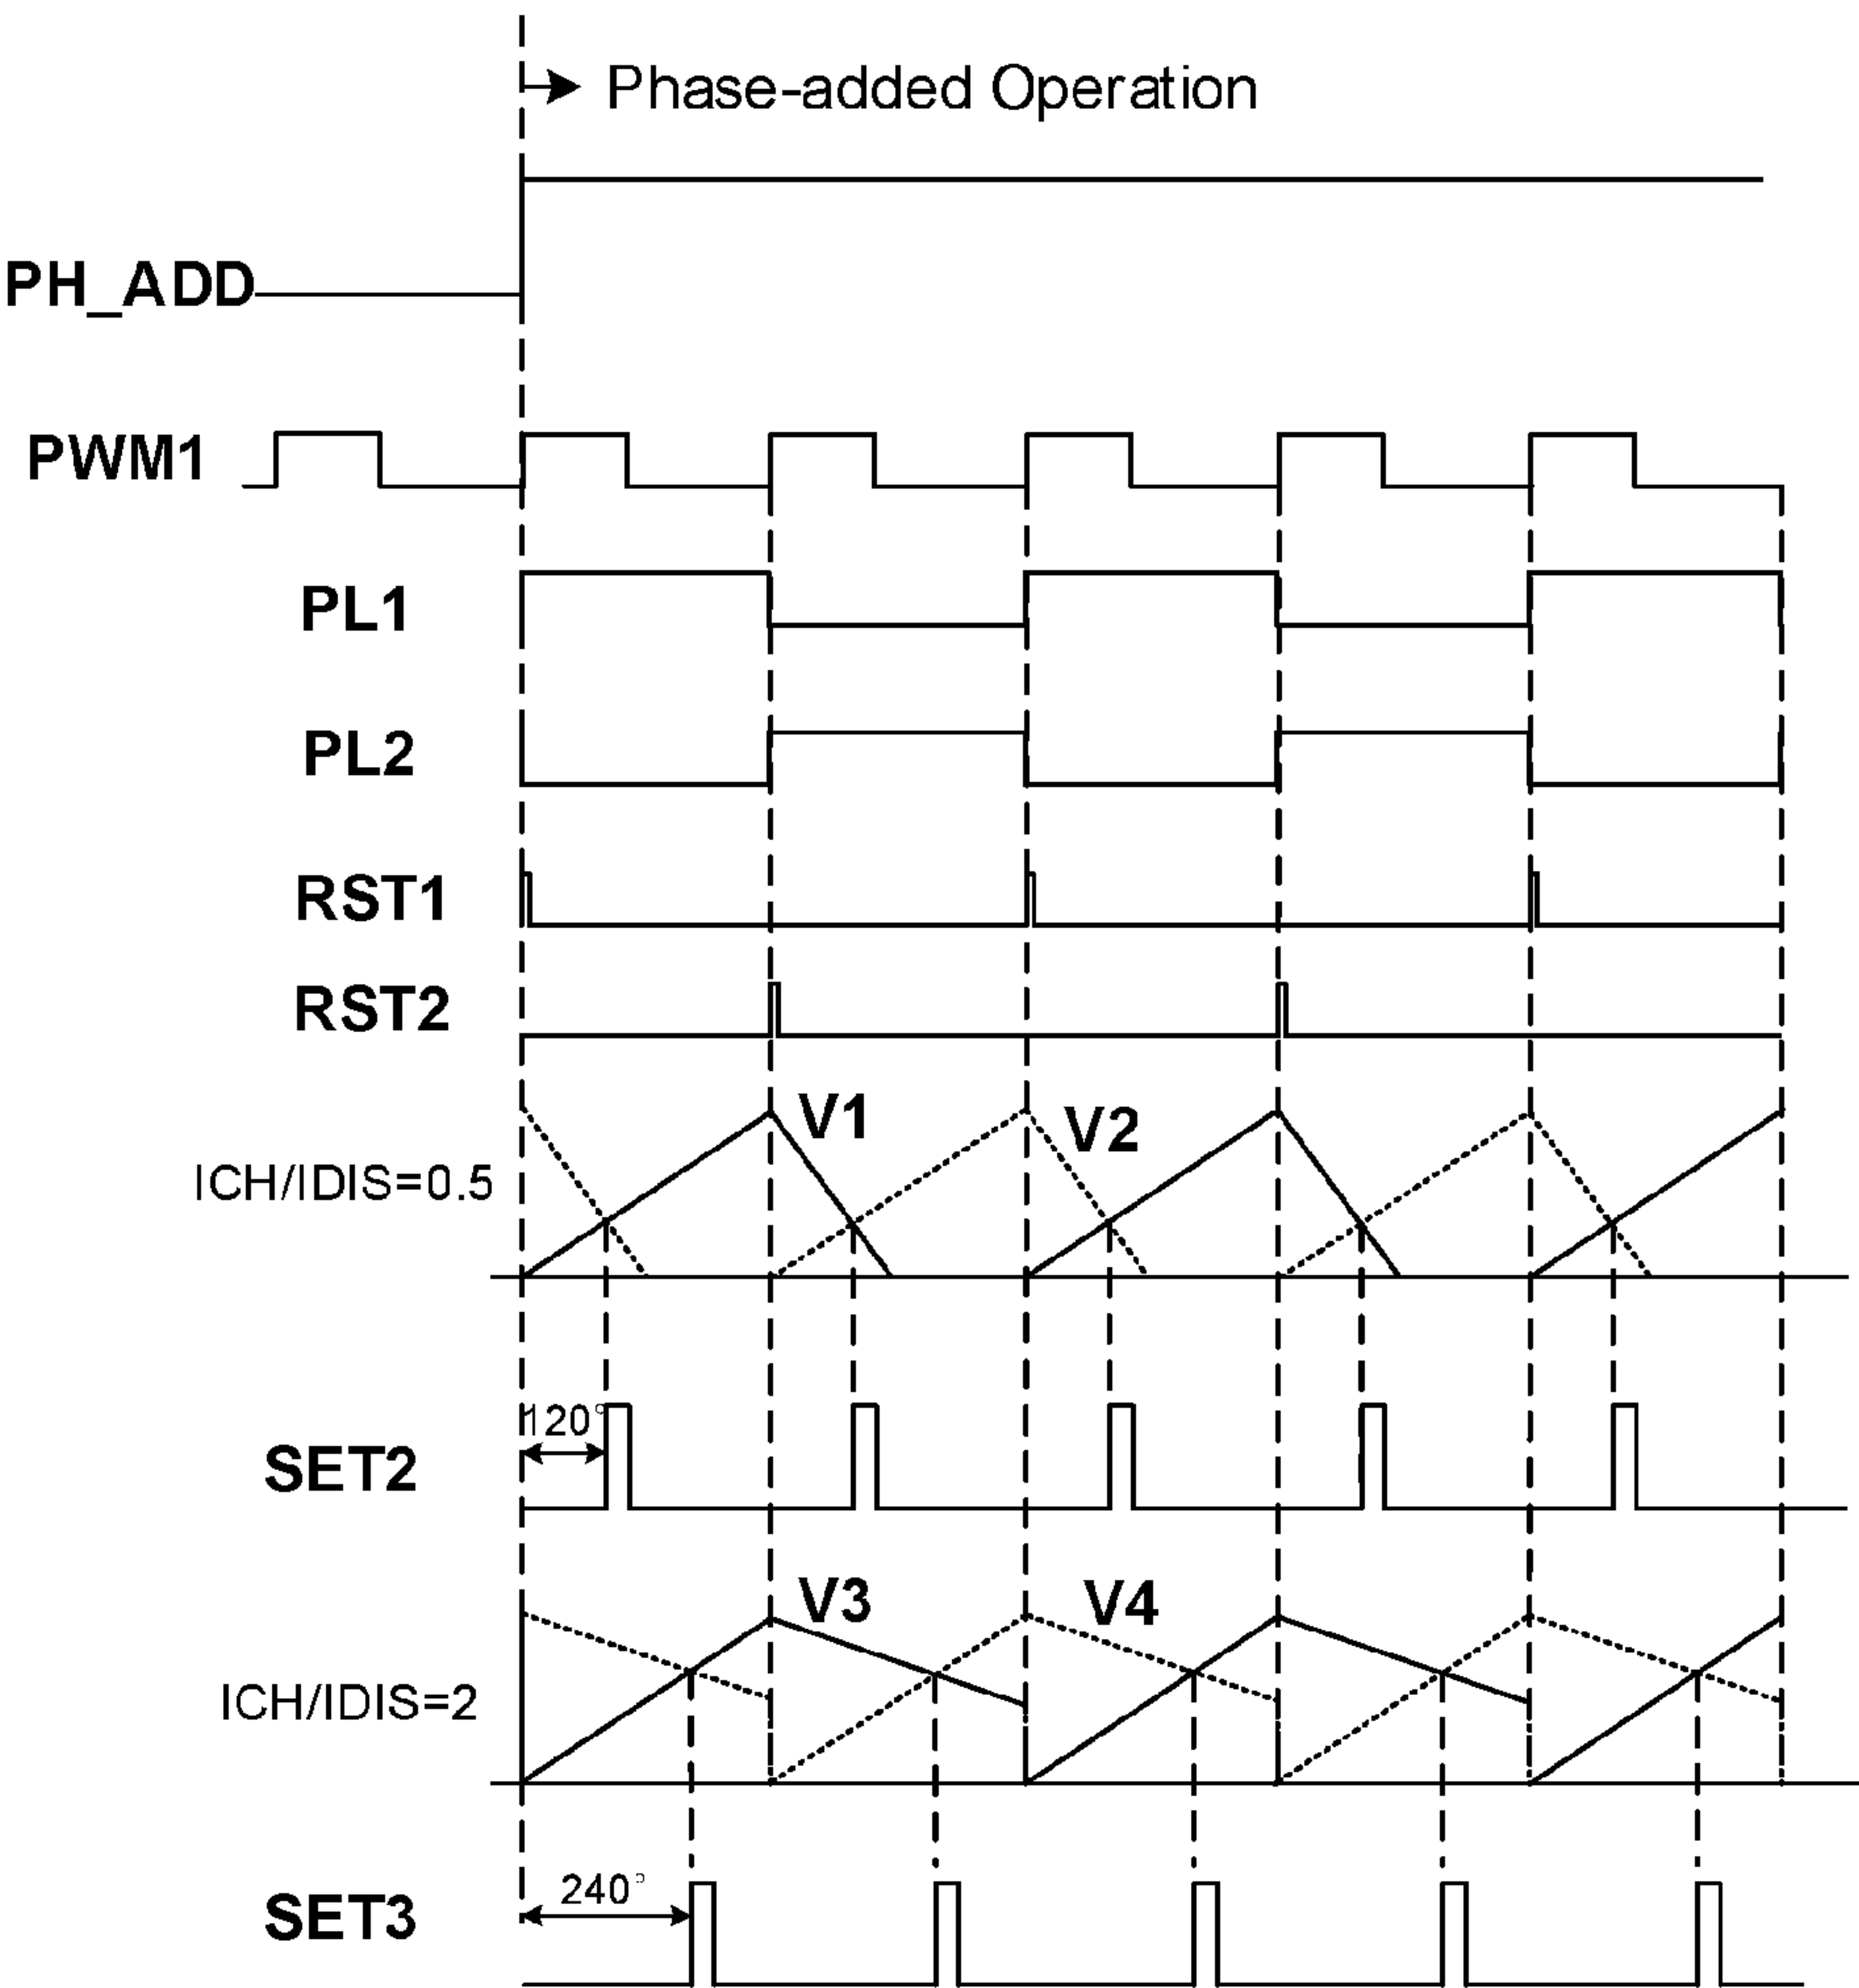 Phase-added Operation
PH_ADD
PWM1
PL1
PL2
RST1
RST2
V1
V2
ICH/IDIS=0.5
120°
SET2
V3
V4
ICH/IDIS=2
240°
SET3